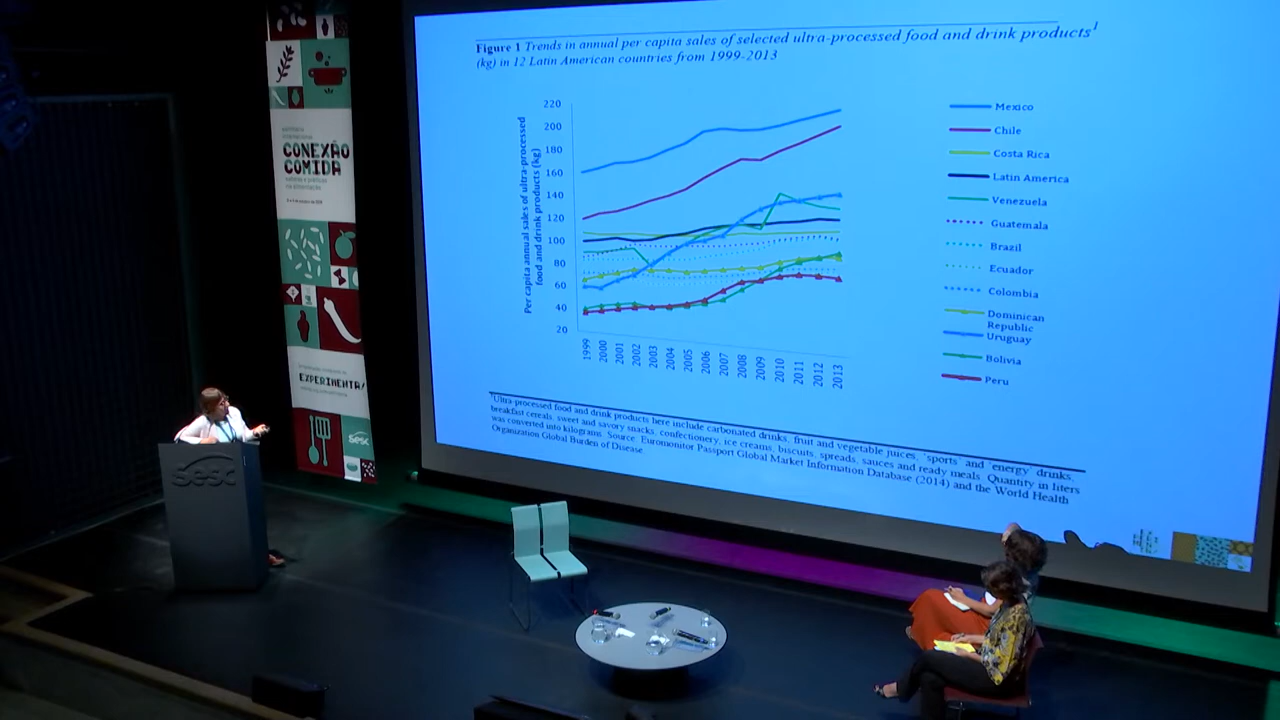 Figure 1 Trends in annual per capita sales of selected ultra-processed food and drink products1
(kg) in 12 Latin American countries from 1999-2013
Per capita annual sales of ultra-processed
food and drink products (kg)
220
200
180
160
140
120
100
80
60
40
20
1999
2000
2001
2002
2003
2004
2005
2006
2007
2008
2009
2010
2011
2012
2013
Mexico
Chile
Costa Rica
Latin America
Venezuela
Guatemala
Brazil
Ecuador
Colombia
Dominican
Republic
Uruguay
Bolivia
Peru
1Ultra-processed food and drink products here include carbonated drinks, fruit and vegetable juices, 'sports' and 'energy' drinks,
breakfast cereals, sweet and savory snacks, confectionery, ice creams, biscuits, spreads, sauces and ready meals. Quantity in liters
was converted into kilograms. Source: Euromonitor Passport Global Market Information Database (2014) and the World Health
Organization Global Burden of Disease.
CONEXÃO
COMIDA
EXPERIMENTA!
sesc
sesc